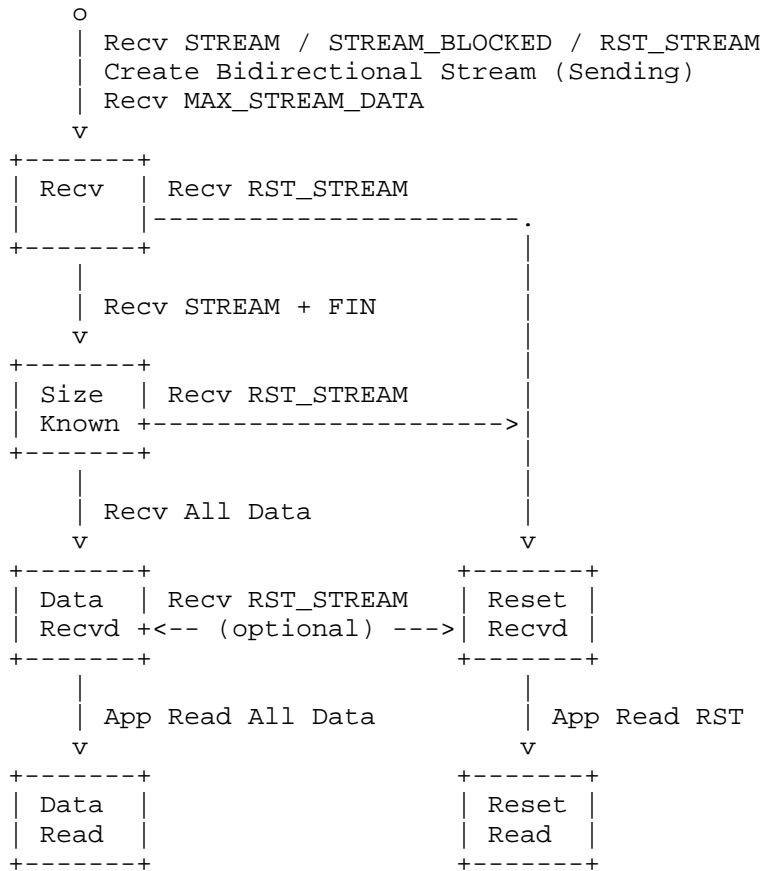 o
| Recv STREAM / STREAM_BLOCKED / RST_STREAM
| Create Bidirectional Stream (Sending)
| Recv MAX_STREAM_DATA
v
+-------+
| Recv | Recv RST_STREAM
| |-----------------------.
+-------+ |
| |
| Recv STREAM + FIN |
v |
+-------+ |
| Size | Recv RST_STREAM |
| Known +---------------------->|
+-------+ |
| |
| Recv All Data |
v v
+-------+ +-------+
| Data | Recv RST_STREAM | Reset |
| Recvd +<-- (optional) --->| Recvd |
+-------+ +-------+
| |
| App Read All Data | App Read RST
v v
+-------+ +-------+
| Data | | Reset |
| Read | | Read |
+-------+ +-------+